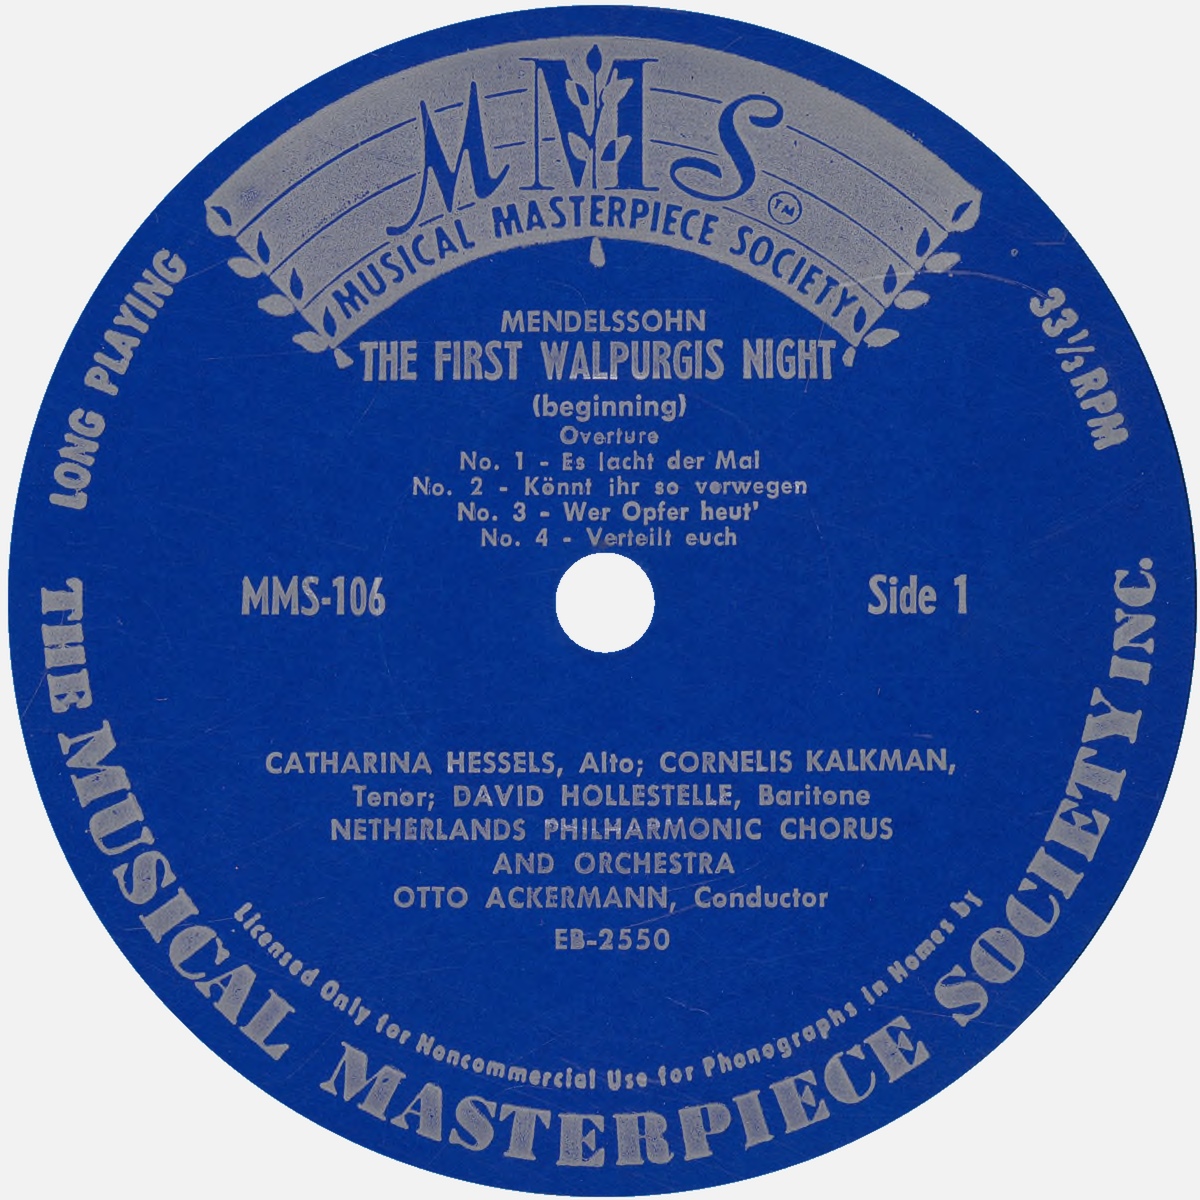 MMS
TM
MUSICAL MASTERPIECE SOCIETY
LONG PLAYING
33 1/3 RPM
MENDELSSOHN
THE FIRST WALPURGIS NIGHT
(beginning)
Overture
No. 1 - Es lacht der Mai
No. 2 - Könnt ihr so verwegen
No. 3 - Wer Opfer heut'
No. 4 - Verteilt euch
MMS-106
Side 1
CATHARINA HESSELS, Alto; CORNELIS KALKMAN,
Tenor; DAVID HOLLESTELLE, Baritone
NETHERLANDS PHILHARMONIC CHORUS
AND ORCHESTRA
OTTO ACKERMANN, Conductor
EB-2550
Licensed Only for Noncommercial Use for Phonographs in Homes by
THE MUSICAL MASTERPIECE SOCIETY INC.